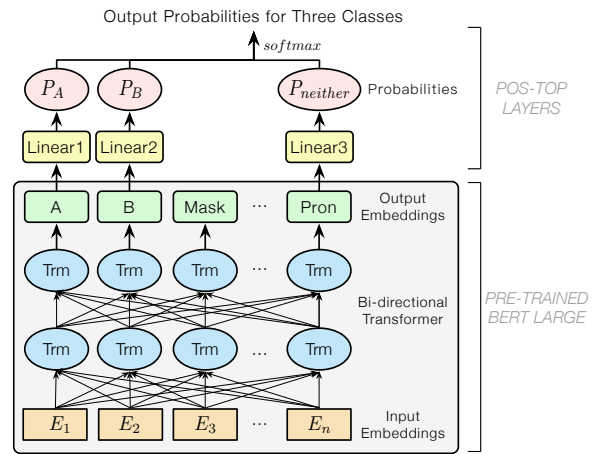 Output Probabilities for Three Classes
softmax
P_A P_B P_neither Probabilities
POS-TOP
LAYERS
Linear1 Linear2 Linear3
A B Mask ... Pron
Output
Embeddings
Trm Trm Trm ... Trm
Bi-directional
Transformer
PRE-TRAINED
BERT LARGE
Trm Trm Trm ... Trm
E_1 E_2 E_3 ... E_n
Input
Embeddings